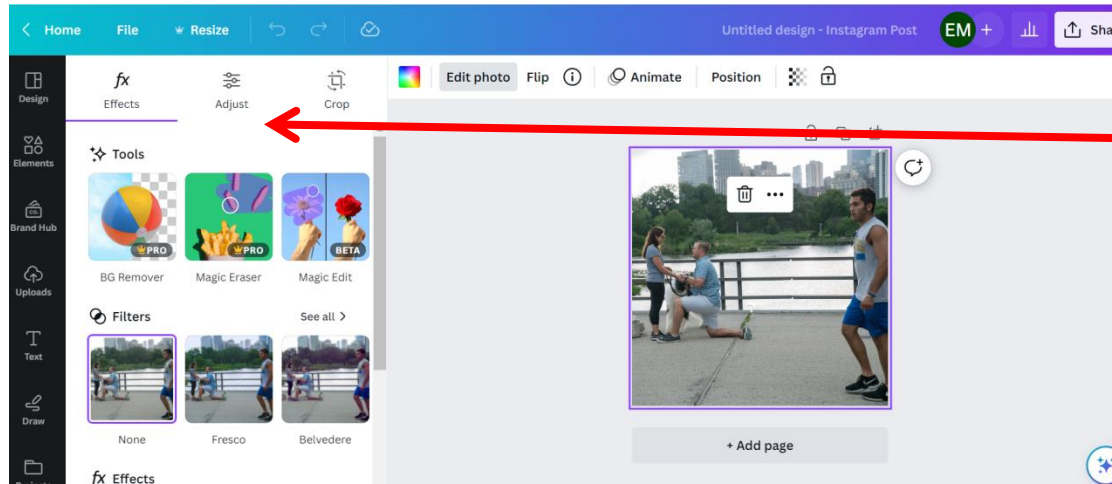 Home File Resize Untitled design - Instagram Post EM + Sha
Edit photo Flip Animate Position
Design
Elements
Brand Hub
CO.
Uploads
Text
Draw
fx Effects
Adjust
Crop
Tools
PRO PRO BETA
BG Remover Magic Eraser Magic Edit
Filters See all >
None Fresco Belvedere
fx Effects
+ Add page